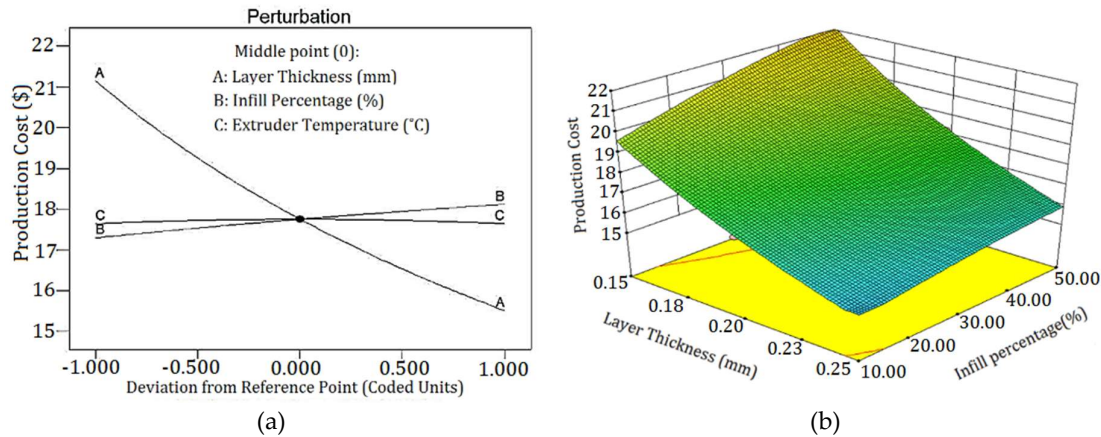 Perturbation
Middle point (0):
A: Layer Thickness (mm)
B: Infill Percentage (%)
C: Extruder Temperature (°C)
Production Cost ($)
22
21
20
19
18
17
16
15
A
C
B
B
C
A
-1.000 -0.500 0.000 0.500 1.000
Deviation from Reference Point (Coded Units)
(a)
Production Cost
22
21
20
19
18
17
16
15
0.15
0.18
0.20
0.23
0.25
Layer Thickness (mm)
10.00
20.00
30.00
40.00
50.00
Infill percentage(%)
(b)